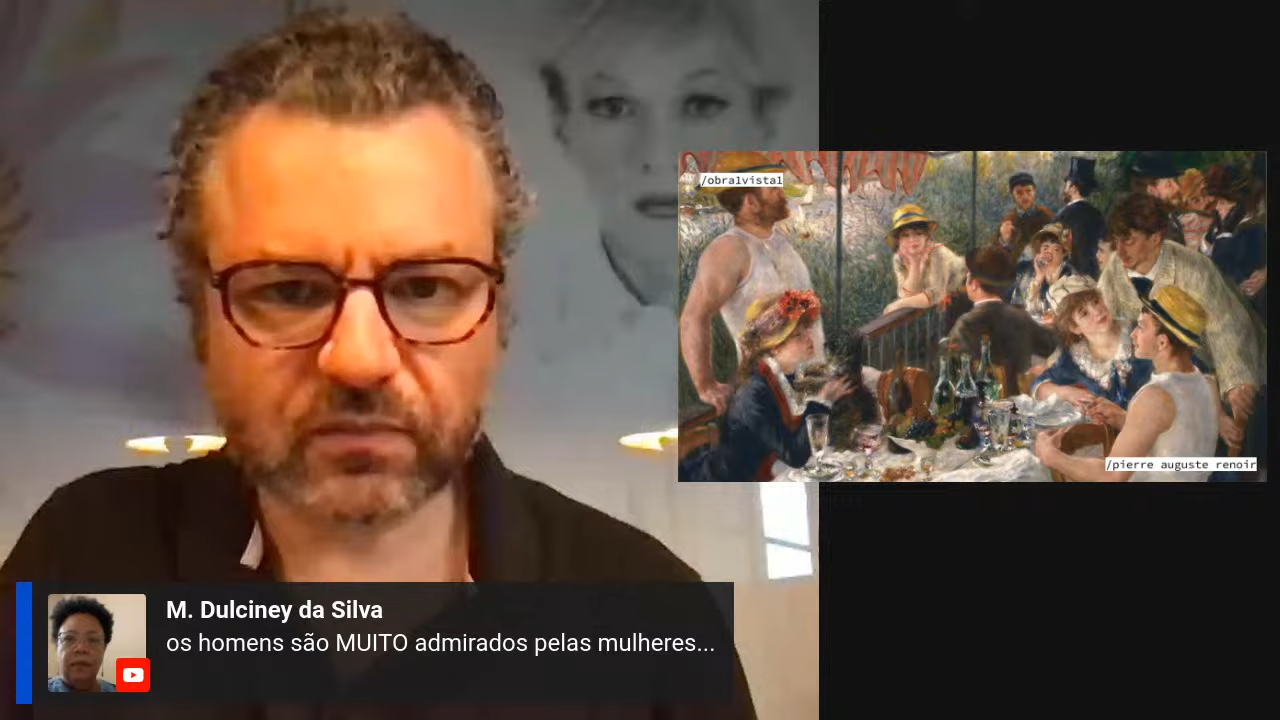 /obra1vista1
/pierre auguste renoir
M. Dulciney da Silva
os homens são MUITO admirados pelas mulheres...